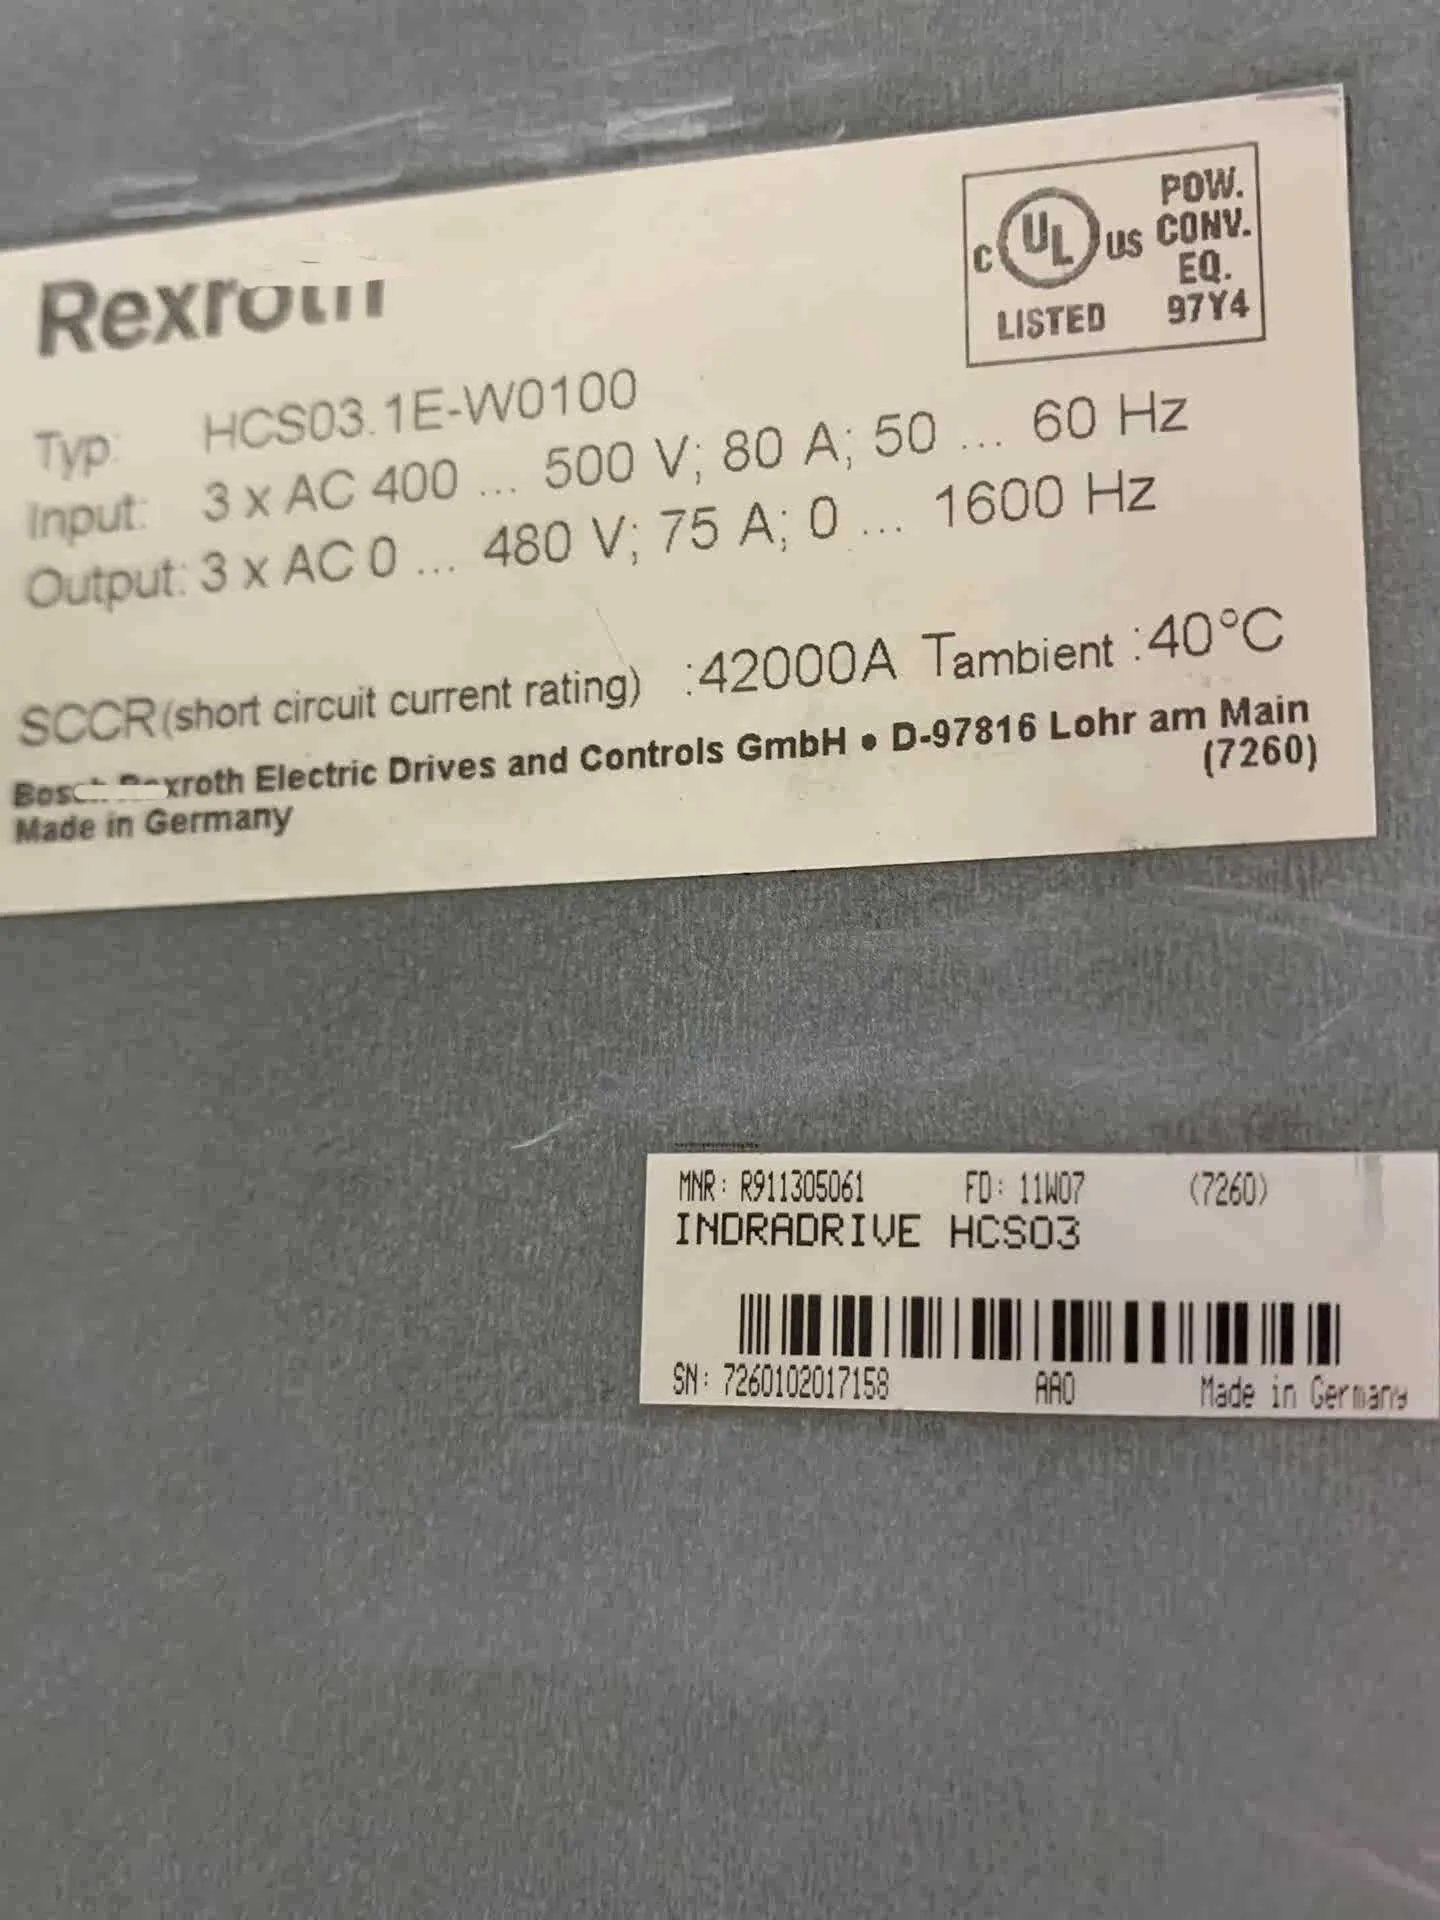 Rexroth
C UL US LISTED
POW.
CONV.
EQ.
97Y4
Typ: HCS03.1E-W0100
Input: 3 x AC 400 ... 500 V; 80 A; 50 ... 60 Hz
Output: 3 x AC 0 ... 480 V; 75 A; 0 ... 1600 Hz
SCCR(short circuit current rating) :42000A Tambient :40°C
Bosch Rexroth Electric Drives and Controls GmbH • D-97816 Lohr am Main
(7260)
Made in Germany
MNR: R911305061 FD: 11W07 (7260)
INDRADRIVE HCS03
SN: 7260102017158 AA0 Made in Germany